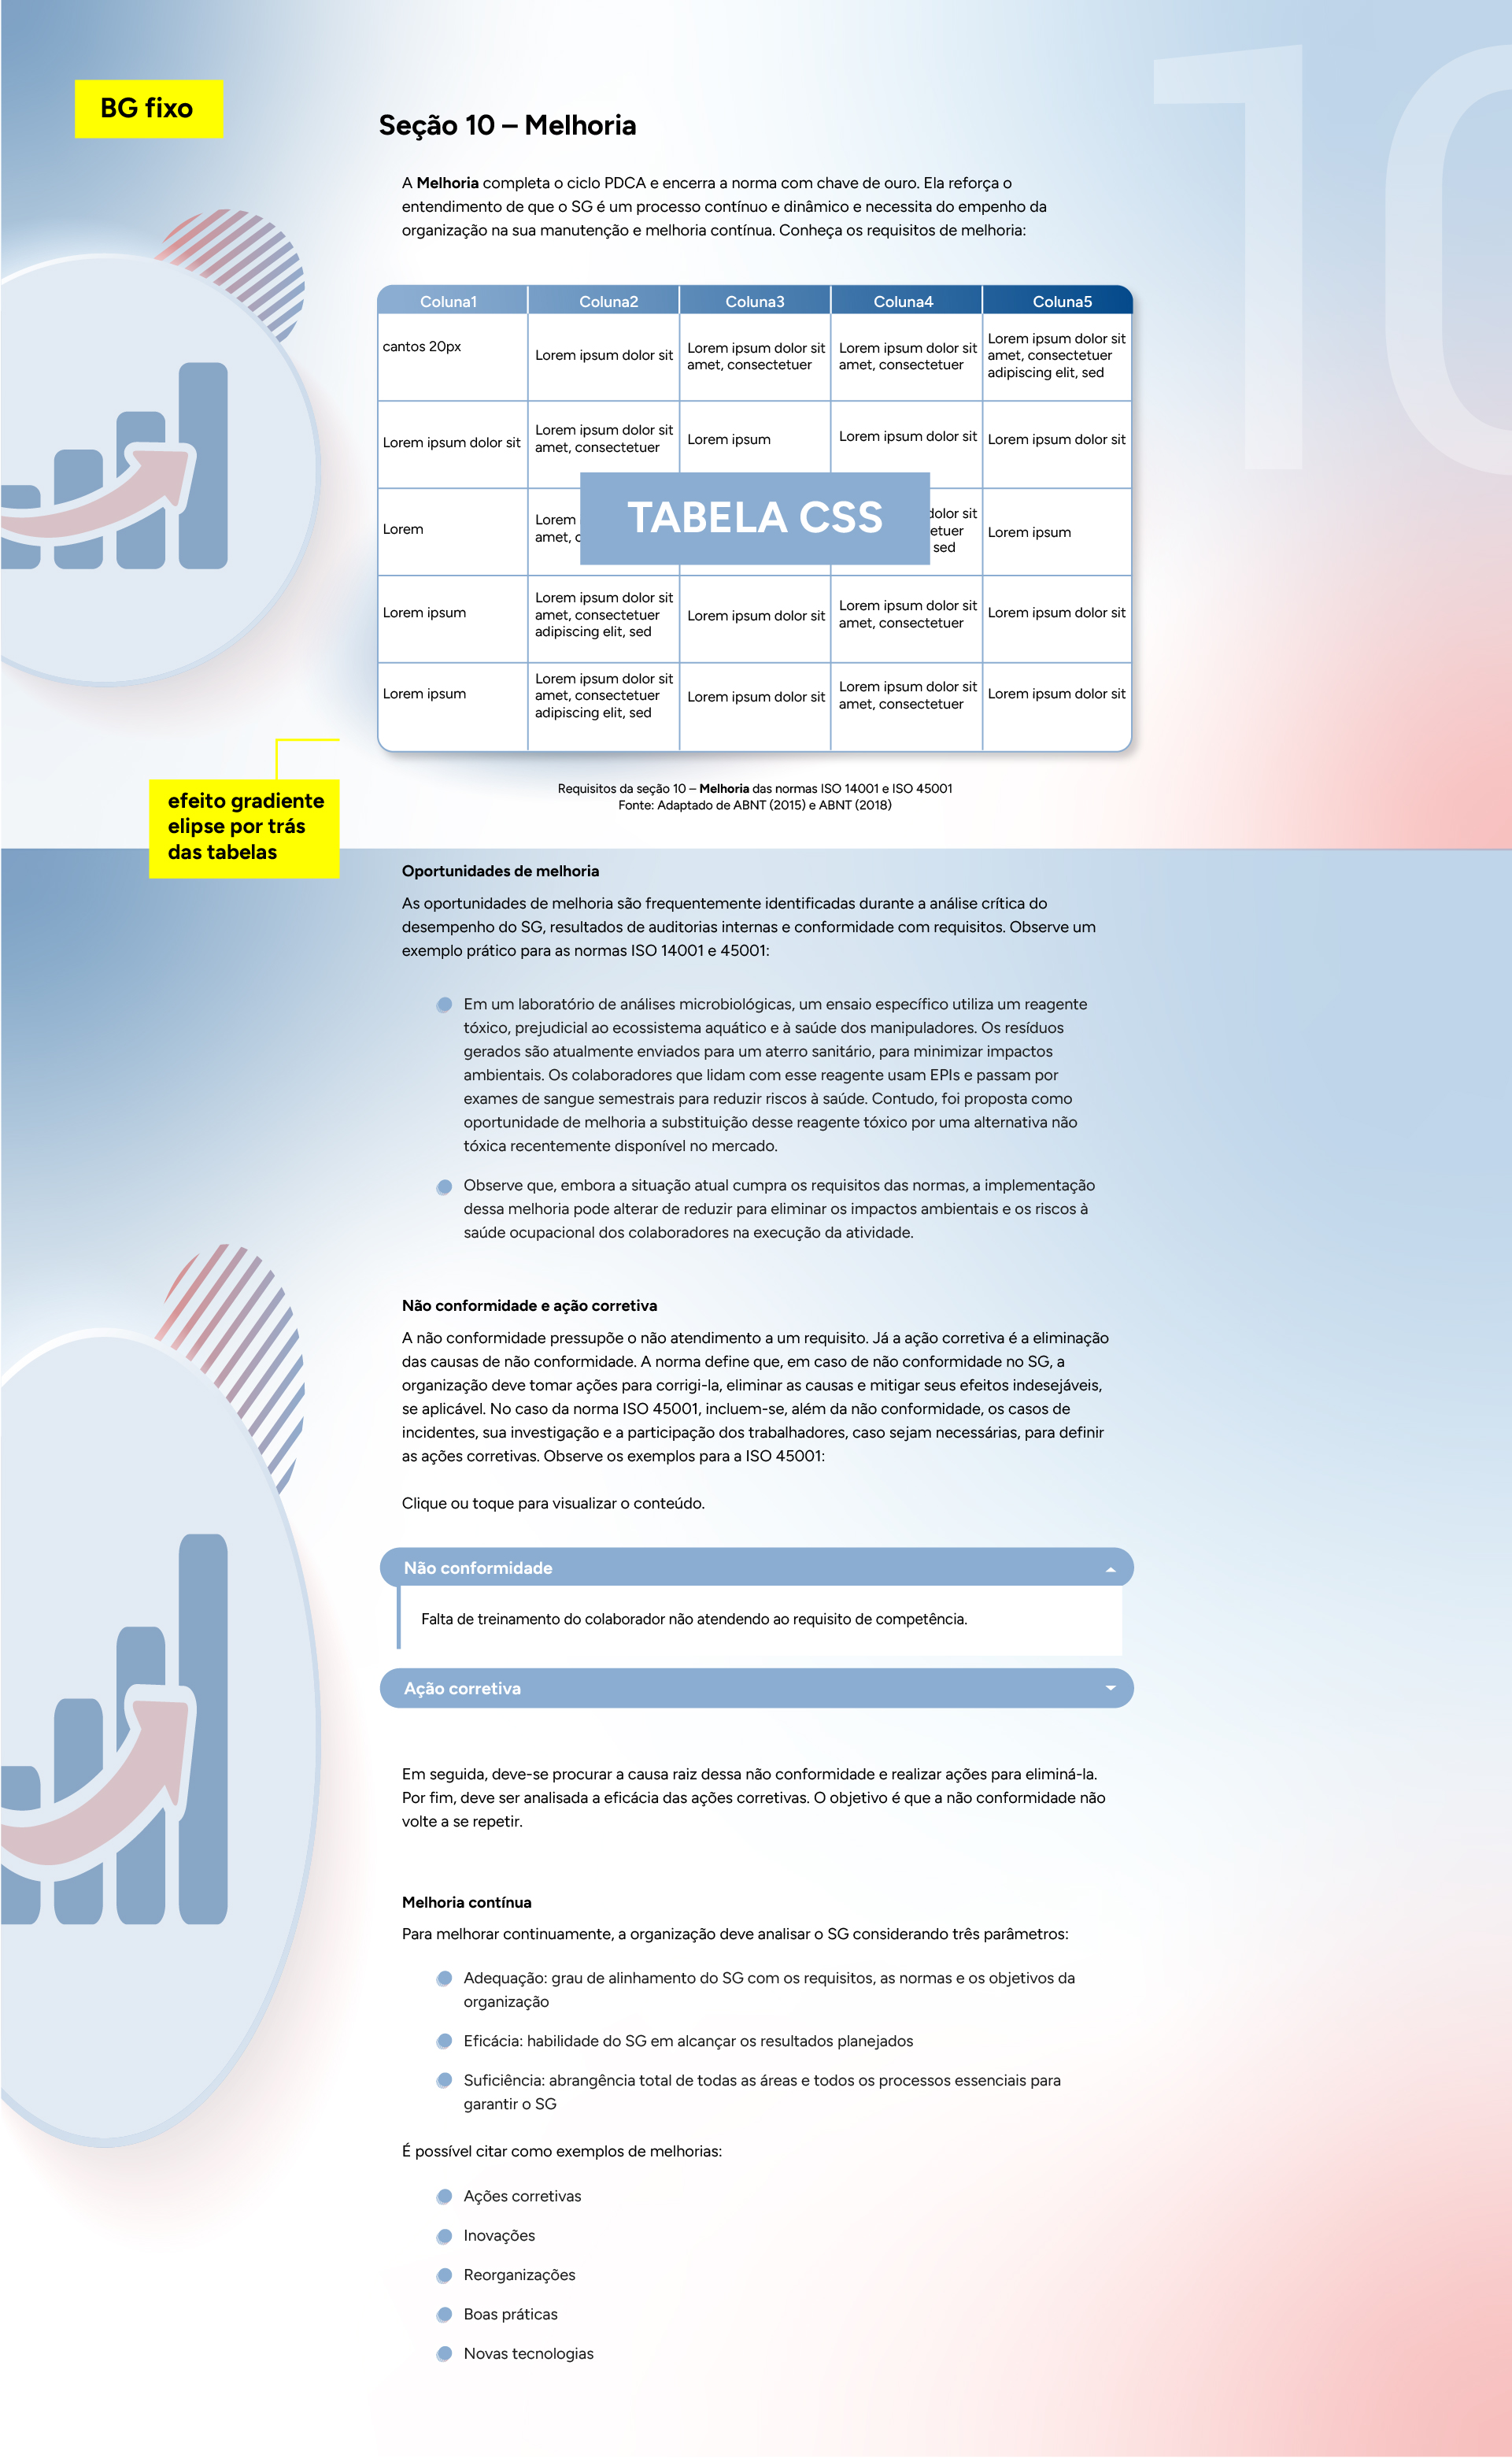 BG fixo
10
Seção 10 – Melhoria
A Melhoria completa o ciclo PDCA e encerra a norma com chave de ouro. Ela reforça o
entendimento de que o SG é um processo contínuo e dinâmico e necessita do empenho da
organização na sua manutenção e melhoria contínua. Conheça os requisitos de melhoria:
Coluna1 Coluna2 Coluna3 Coluna4 Coluna5
cantos 20px
Lorem ipsum dolor sit
Lorem ipsum dolor sit
amet, consectetuer
Lorem ipsum dolor sit
amet, consectetuer
Lorem ipsum dolor sit
amet, consectetuer
adipiscing elit, sed
Lorem ipsum dolor sit
Lorem ipsum dolor sit
amet, consectetuer
Lorem ipsum
Lorem ipsum dolor sit
Lorem ipsum dolor sit
TABELA CSS
Lorem
Lorem
amet,
dolor sit
etuer
sed
Lorem ipsum
Lorem ipsum
Lorem ipsum dolor sit
amet, consectetuer
adipiscing elit, sed
Lorem ipsum dolor sit
Lorem ipsum dolor sit
amet, consectetuer
Lorem ipsum dolor sit
Lorem ipsum
Lorem ipsum dolor sit
amet, consectetuer
adipiscing elit, sed
Lorem ipsum dolor sit
Lorem ipsum dolor sit
amet, consectetuer
Lorem ipsum dolor sit
Requisitos da seção 10 – Melhoria das normas ISO 14001 e ISO 45001
Fonte: Adaptado de ABNT (2015) e ABNT (2018)
efeito gradiente
elipse por trás
das tabelas
Oportunidades de melhoria
As oportunidades de melhoria são frequentemente identificadas durante a análise crítica do
desempenho do SG, resultados de auditorias internas e conformidade com requisitos. Observe um
exemplo prático para as normas ISO 14001 e 45001:
Em um laboratório de análises microbiológicas, um ensaio específico utiliza um reagente
tóxico, prejudicial ao ecossistema aquático e à saúde dos manipuladores. Os resíduos
gerados são atualmente enviados para um aterro sanitário, para minimizar impactos
ambientais. Os colaboradores que lidam com esse reagente usam EPIs e passam por
exames de sangue semestrais para reduzir riscos à saúde. Contudo, foi proposta como
oportunidade de melhoria a substituição desse reagente tóxico por uma alternativa não
tóxica recentemente disponível no mercado.
Observe que, embora a situação atual cumpra os requisitos das normas, a implementação
dessa melhoria pode alterar de reduzir para eliminar os impactos ambientais e os riscos à
saúde ocupacional dos colaboradores na execução da atividade.
Não conformidade e ação corretiva
A não conformidade pressupõe o não atendimento a um requisito. Já a ação corretiva é a eliminação
das causas de não conformidade. A norma define que, em caso de não conformidade no SG, a
organização deve tomar ações para corrigi-la, eliminar as causas e mitigar seus efeitos indesejáveis,
se aplicável. No caso da norma ISO 45001, incluem-se, além da não conformidade, os casos de
incidentes, sua investigação e a participação dos trabalhadores, caso sejam necessárias, para definir
as ações corretivas. Observe os exemplos para a ISO 45001:
Clique ou toque para visualizar o conteúdo.
Não conformidade
Falta de treinamento do colaborador não atendendo ao requisito de competência.
Ação corretiva
Em seguida, deve-se procurar a causa raiz dessa não conformidade e realizar ações para eliminá-la.
Por fim, deve ser analisada a eficácia das ações corretivas. O objetivo é que a não conformidade não
volte a se repetir.
Melhoria contínua
Para melhorar continuamente, a organização deve analisar o SG considerando três parâmetros:
Adequação: grau de alinhamento do SG com os requisitos, as normas e os objetivos da
organização
Eficácia: habilidade do SG em alcançar os resultados planejados
Suficiência: abrangência total de todas as áreas e todos os processos essenciais para
garantir o SG
É possível citar como exemplos de melhorias:
Ações corretivas
Inovações
Reorganizações
Boas práticas
Novas tecnologias